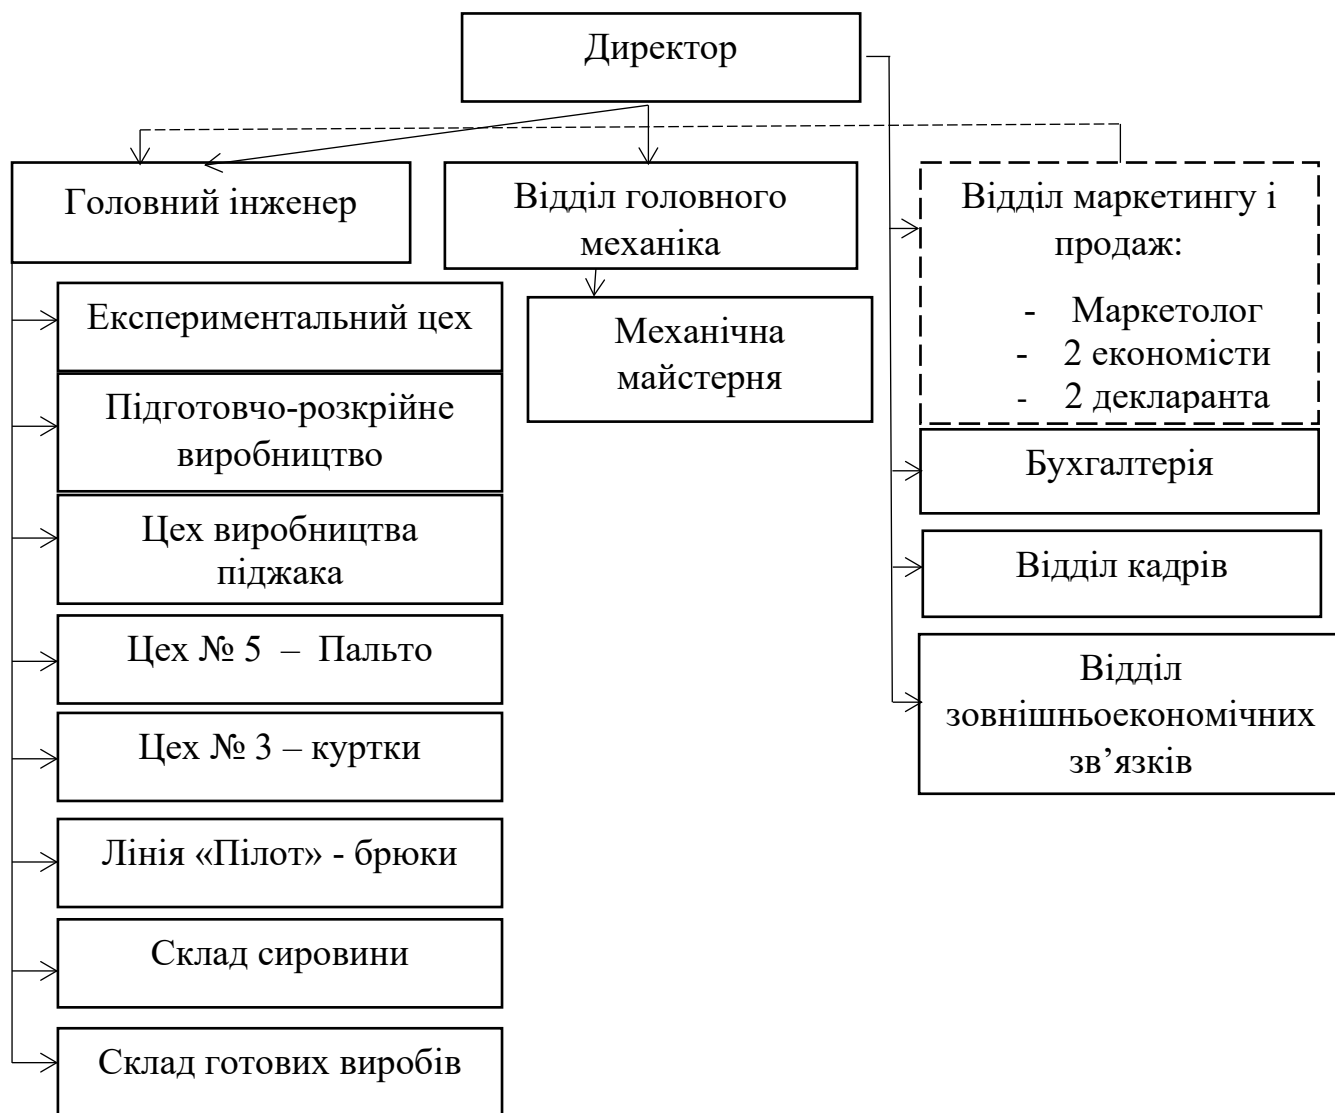 Директор
Головний інженер
Відділ головного
механіка
Відділ маркетингу і
продаж:
- Маркетолог
- 2 економісти
- 2 декларанта
Експериментальний цех
Механічна
майстерня
Підготовчо-розкрійне
виробництво
Бухгалтерія
Цех виробництва
піджака
Відділ кадрів
Цех № 5 – Пальто
Відділ
зовнішньоекономічних
зв’язків
Цех № 3 – куртки
Лінія «Пілот» - брюки
Склад сировини
Склад готових виробів